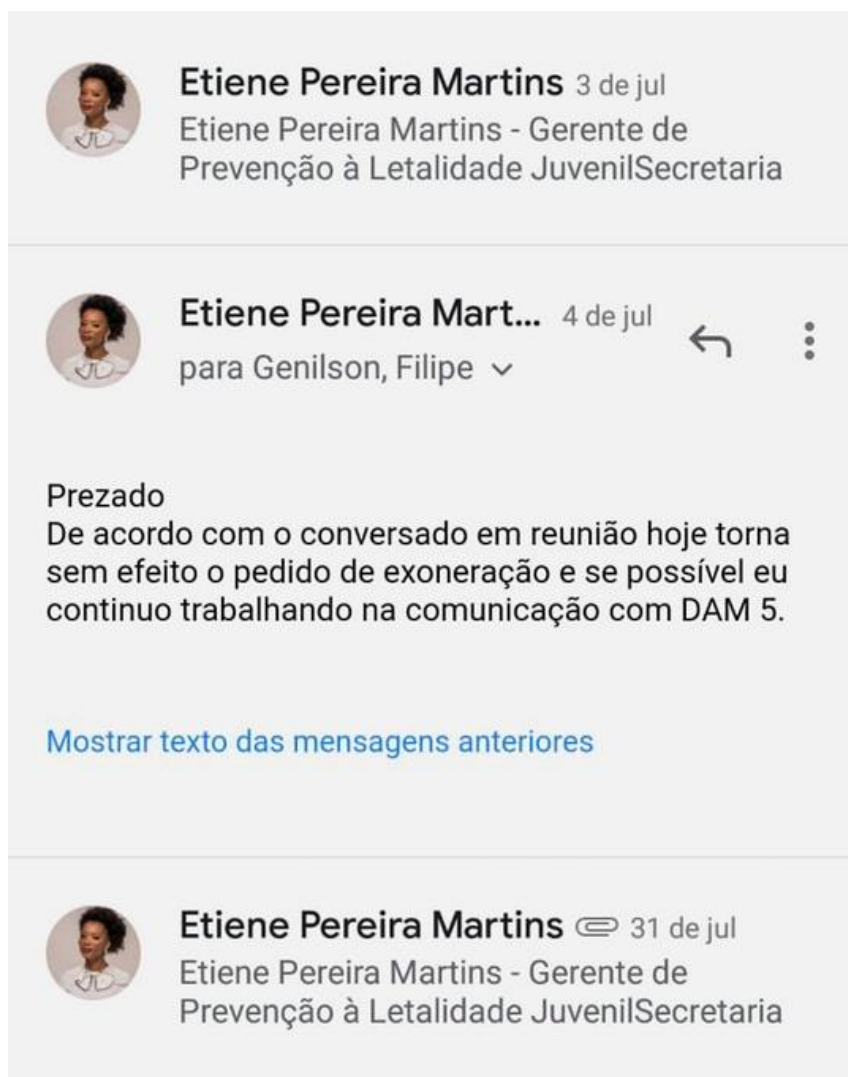 Etiene Pereira Martins 3 de jul
Etiene Pereira Martins - Gerente de
Prevenção à Letalidade JuvenilSecretaria
Etiene Pereira Mart... 4 de jul
para Genilson, Filipe
Prezado
De acordo com o conversado em reunião hoje torna
sem efeito o pedido de exoneração e se possível eu
continuo trabalhando na comunicação com DAM 5.
Mostrar texto das mensagens anteriores
Etiene Pereira Martins 31 de jul
Etiene Pereira Martins - Gerente de
Prevenção à Letalidade JuvenilSecretaria